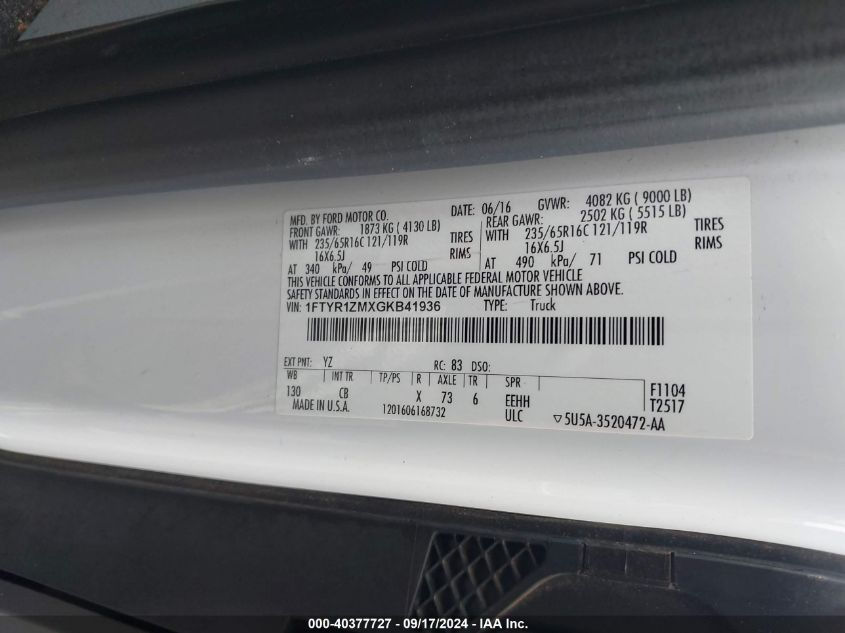 MFD. BY FORD MOTOR CO. DATE: 06/16 GVWR: 4082 KG ( 9000 LB)
FRONT GAWR: 1873 KG ( 4130 LB) REAR GAWR: 2502 KG ( 5515 LB)
WITH 235/65R16C 121/119R TIRES WITH 235/65R16C 121/119R TIRES
16X6.5J RIMS 16X6.5J RIMS
AT 340 kPa/ 49 PSI COLD AT 490 kPa/ 71 PSI COLD
THIS VEHICLE CONFORMS TO ALL APPLICABLE FEDERAL MOTOR VEHICLE
SAFETY STANDARDS IN EFFECT ON THE DATE OF MANUFACTURE SHOWN ABOVE.
VIN: 1FTYR1ZMXGKB41936 TYPE: Truck
EXT PNT: YZ RC: 83 DSO:
WB INT TR TP/PS R AXLE TR SPR F1104
130 CB X 73 6 EEHH T2517
MADE IN U.S.A. 1201606168732 ULC ▽5U5A-3520472-AA
000-40377727 - 09/17/2024 - IAA Inc.